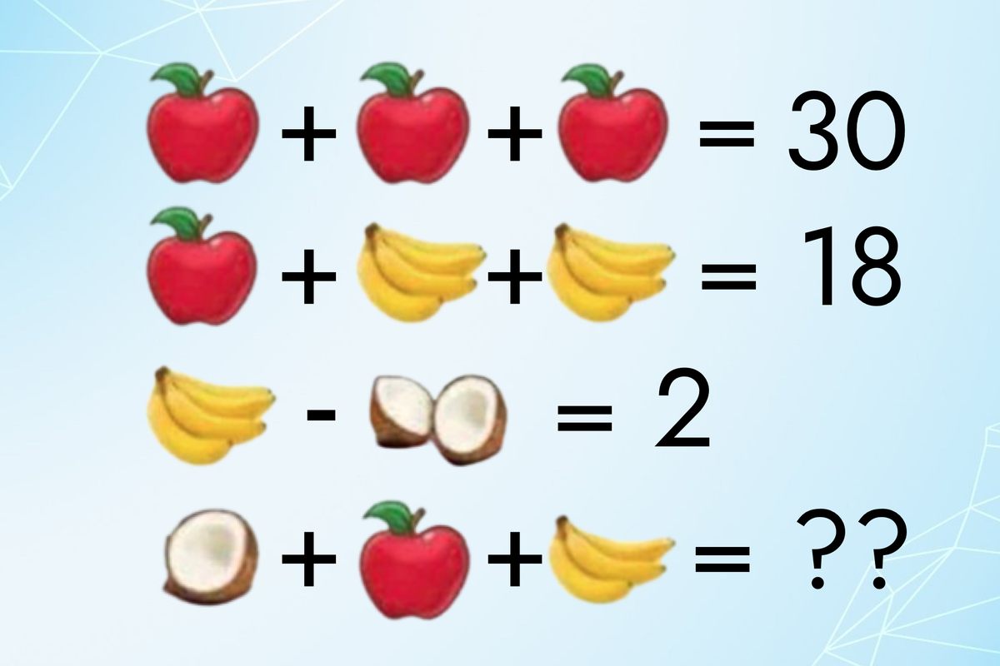 + + = 30
+ + = 18
- = 2
+ + = ??